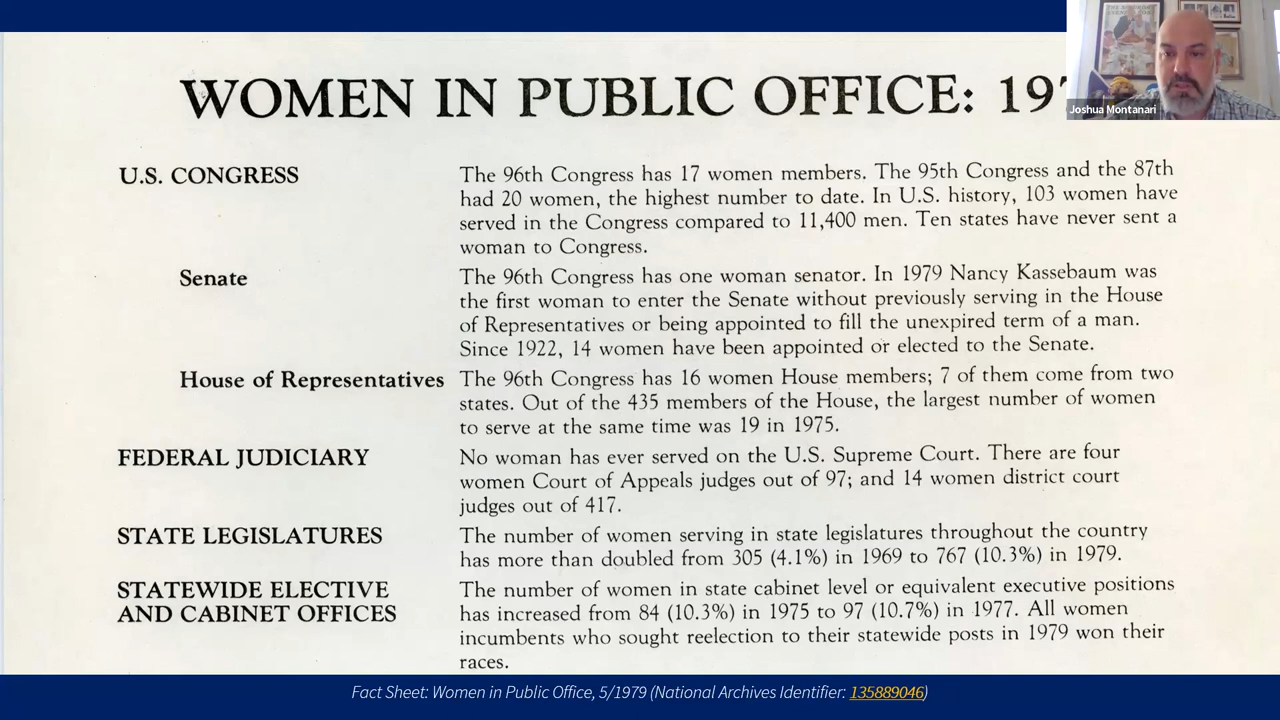 WOMEN IN PUBLIC OFFICE: 19
Joshua Montanari
U.S. CONGRESS
The 96th Congress has 17 women members. The 95th Congress and the 87th
had 20 women, the highest number to date. In U.S. history, 103 women have
served in the Congress compared to 11,400 men. Ten states have never sent a
woman to Congress.
Senate
The 96th Congress has one woman senator. In 1979 Nancy Kassebaum was
the first woman to enter the Senate without previously serving in the House
of Representatives or being appointed to fill the unexpired term of a man.
Since 1922, 14 women have been appointed or elected to the Senate.
House of Representatives
The 96th Congress has 16 women House members; 7 of them come from two
states. Out of the 435 members of the House, the largest number of women
to serve at the same time was 19 in 1975.
FEDERAL JUDICIARY
No woman has ever served on the U.S. Supreme Court. There are four
women Court of Appeals judges out of 97; and 14 women district court
judges out of 417.
STATE LEGISLATURES
The number of women serving in state legislatures throughout the country
has more than doubled from 305 (4.1%) in 1969 to 767 (10.3%) in 1979.
STATEWIDE ELECTIVE
AND CABINET OFFICES
The number of women in state cabinet level or equivalent executive positions
has increased from 84 (10.3%) in 1975 to 97 (10.7%) in 1977. All women
incumbents who sought reelection to their statewide posts in 1979 won their
races.
Fact Sheet: Women in Public Office, 5/1979 (National Archives Identifier: 135889046)